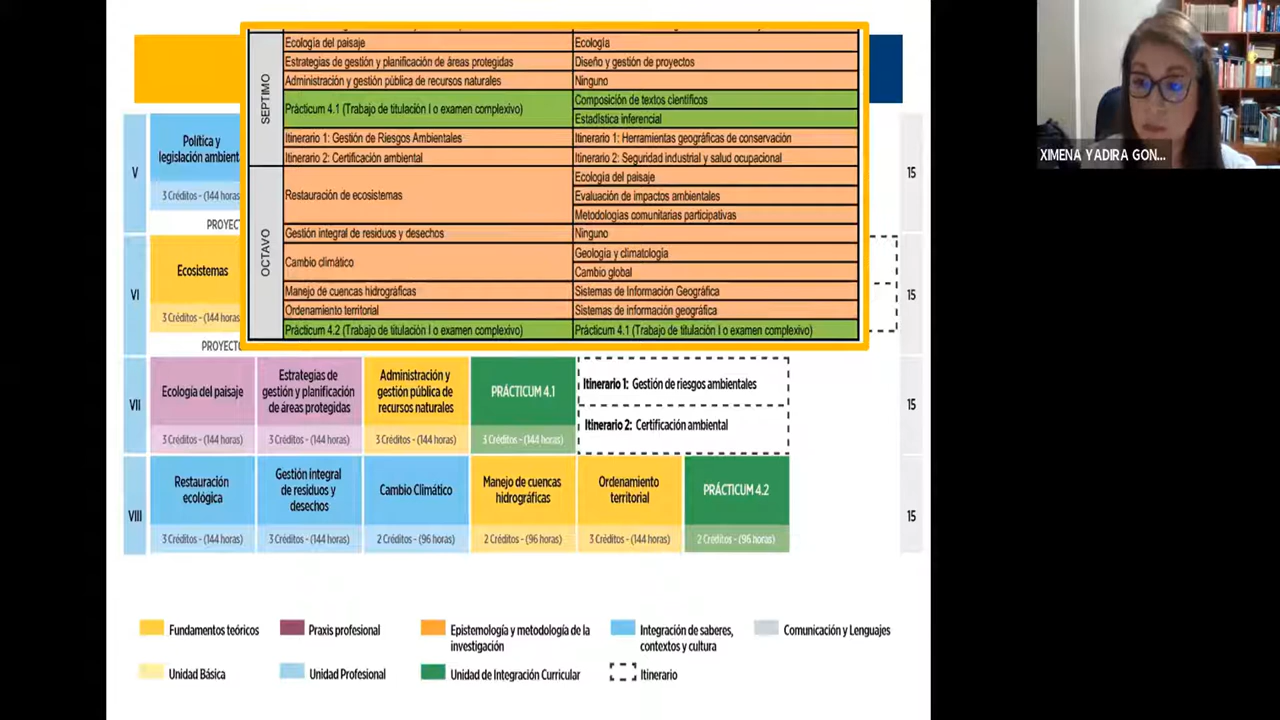 SEPTIMO
Ecología del paisaje
Ecología
Estrategias de gestión y planificación de áreas protegidas
Diseño y gestión de proyectos
Administración y gestión pública de recursos naturales
Ninguno
Prácticum 4.1 (Trabajo de titulación I o examen complexivo)
Composición de textos científicos
Estadística inferencial
Itinerario 1: Gestión de Riesgos Ambientales
Itinerario 1: Herramientas geográficas de conservación
Itinerario 2: Certificación ambiental
Itinerario 2: Seguridad industrial y salud ocupacional
OCTAVO
Restauración de ecosistemas
Ecología del paisaje
Evaluación de impactos ambientales
Metodologías comunitarias participativas
Gestión integral de residuos y desechos
Ninguno
Cambio climático
Geología y climatología
Cambio global
Manejo de cuencas hidrográficas
Sistemas de Información Geográfica
Ordenamiento territorial
Sistemas de información geográfica
Prácticum 4.2 (Trabajo de titulación I o examen complexivo)
Prácticum 4.1 (Trabajo de titulación I o examen complexivo)
XIMENA YADIRA GON...
V
Política y
legislación ambient
3 Créditos - (144 horas
15
PROYECT
VI
Ecosistemas
3 Créditos - (144 horas
15
PROYECTO
VII
Ecología del paisaje
3 Créditos - (144 horas)
Estrategias de
gestión y planificación
de áreas protegidas
3 Créditos - (144 horas)
Administración y
gestión pública de
recursos naturales
3 Créditos - (144 horas)
PRÁCTICUM 4.1
3 Créditos - (144 horas)
Itinerario 1: Gestión de riesgos ambientales
Itinerario 2: Certificación ambiental
15
VIII
Restauración
ecológica
3 Créditos - (144 horas)
Gestión integral
de residuos y
desechos
3 Créditos - (144 horas)
Cambio Climático
2 Créditos - (96 horas)
Manejo de cuencas
hidrográficas
2 Créditos - (96 horas)
Ordenamiento
territorial
3 Créditos - (144 horas)
PRÁCTICUM 4.2
2 Créditos - (96 horas)
15
Fundamentos teóricos
Praxis profesional
Epistemología y metodología de la
investigación
Integración de saberes,
contextos y cultura
Comunicación y Lenguajes
Unidad Básica
Unidad Profesional
Unidad de Integración Curricular
Itinerario